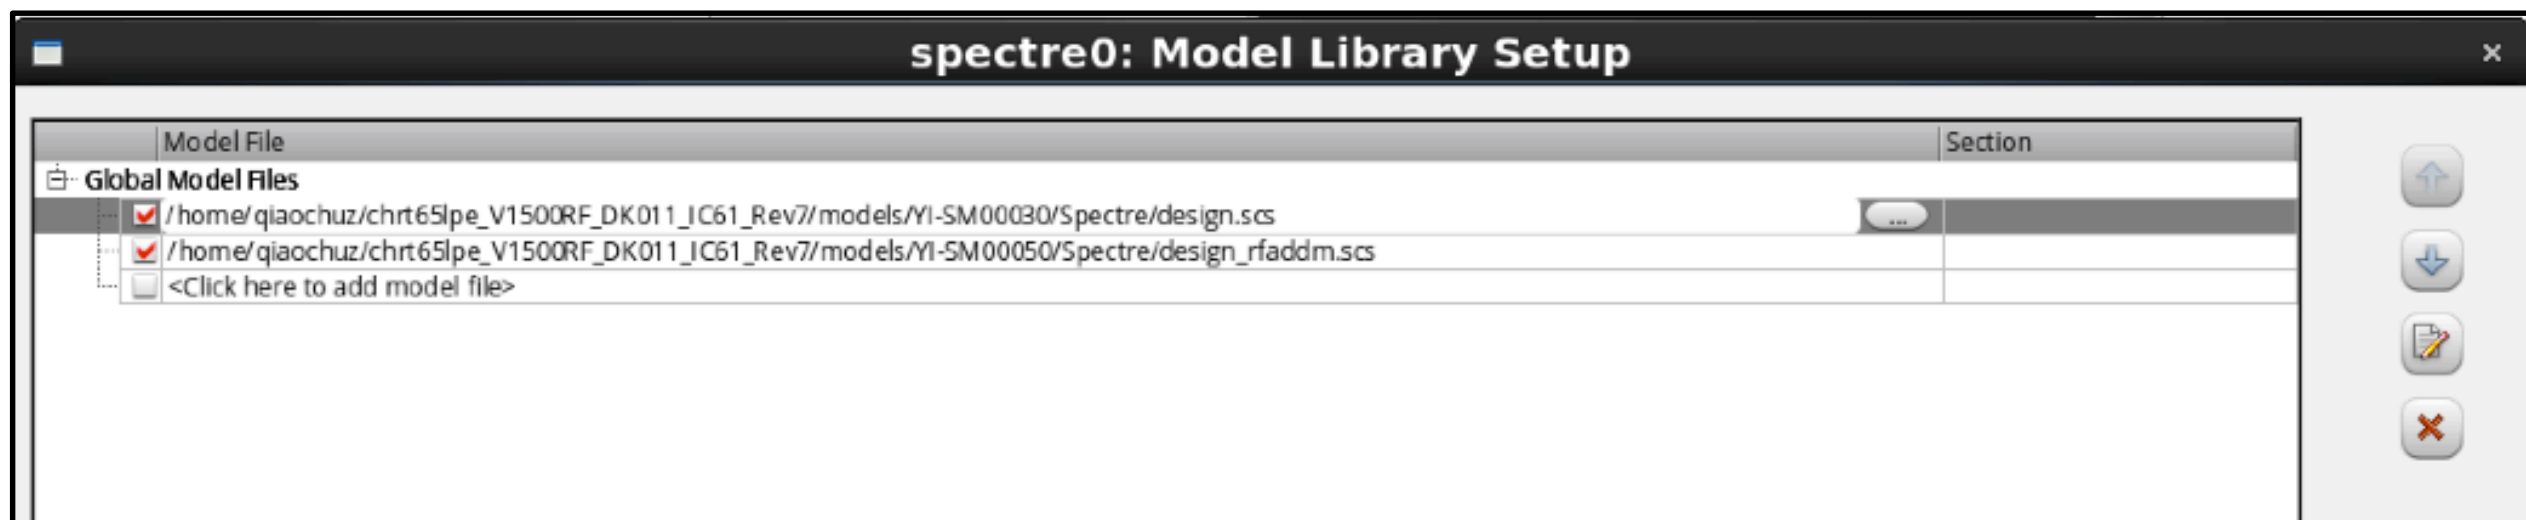 spectre0: Model Library Setup
Model File Section
Global Model Files
/home/qiaochuz/chrt65lpe_V1500RF_DK011_IC61_Rev7/models/YI-SM00030/Spectre/design.scs ...
/home/qiaochuz/chrt65lpe_V1500RF_DK011_IC61_Rev7/models/YI-SM00050/Spectre/design_rfaddm.scs
<Click here to add model file>